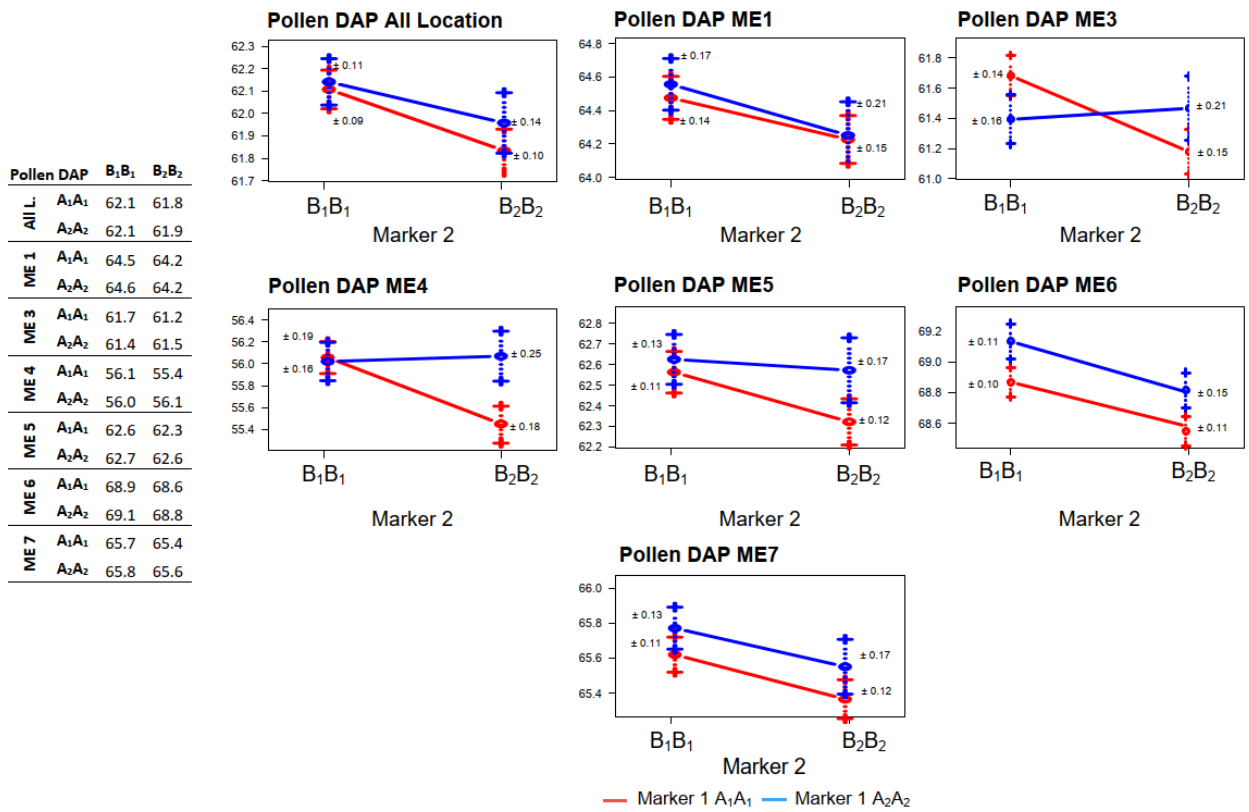 Pollen DAP B₁B₁ B₂B₂
All L. A₁A₁ 62.1 61.8
A₂A₂ 62.1 61.9
ME 1 A₁A₁ 64.5 64.2
A₂A₂ 64.6 64.2
ME 3 A₁A₁ 61.7 61.2
A₂A₂ 61.4 61.5
ME 4 A₁A₁ 56.1 55.4
A₂A₂ 56.0 56.1
ME 5 A₁A₁ 62.6 62.3
A₂A₂ 62.7 62.6
ME 6 A₁A₁ 68.9 68.6
A₂A₂ 69.1 68.8
ME 7 A₁A₁ 65.7 65.4
A₂A₂ 65.8 65.6
Pollen DAP All Location
62.3
62.2
62.1
62.0
61.9
61.8
61.7
± 0.11
± 0.09
± 0.14
± 0.10
B₁B₁ B₂B₂
Marker 2
Pollen DAP ME1
64.8
64.6
64.4
64.2
64.0
± 0.17
± 0.14
± 0.21
± 0.15
B₁B₁ B₂B₂
Marker 2
Pollen DAP ME3
61.8
61.6
61.4
61.2
61.0
± 0.14
± 0.16
± 0.21
± 0.15
B₁B₁ B₂B₂
Marker 2
Pollen DAP ME4
56.4
56.2
56.0
55.8
55.6
55.4
± 0.19
± 0.16
± 0.25
± 0.18
B₁B₁ B₂B₂
Marker 2
Pollen DAP ME5
62.8
62.7
62.6
62.5
62.4
62.3
62.2
± 0.13
± 0.11
± 0.17
± 0.12
B₁B₁ B₂B₂
Marker 2
Pollen DAP ME6
69.2
69.0
68.8
68.6
± 0.11
± 0.10
± 0.15
± 0.11
B₁B₁ B₂B₂
Marker 2
Pollen DAP ME7
66.0
65.8
65.6
65.4
± 0.13
± 0.11
± 0.17
± 0.12
B₁B₁ B₂B₂
Marker 2
Marker 1 A₁A₁ Marker 1 A₂A₂